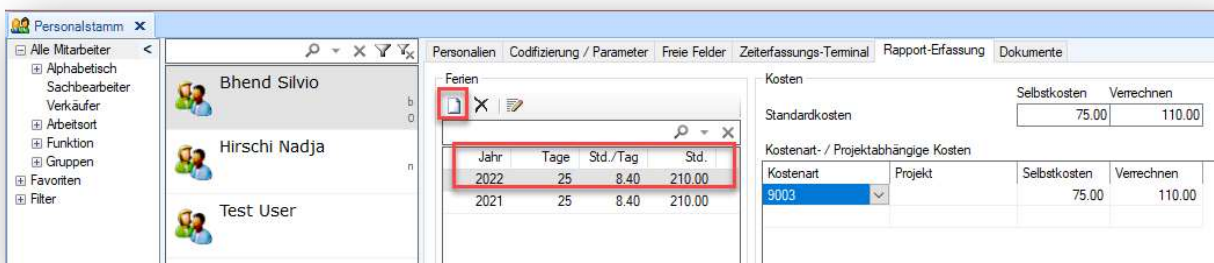 Personalstamm
Alle Mitarbeiter <
Alphabetisch
Sachbearbeiter
Verkäufer
Arbeitsort
Funktion
Gruppen
Favoriten
Filter
Bhend Silvio
b
0
Hirschi Nadja
n
Test User
Personalien Codifizierung / Parameter Freie Felder Zeiterfassungs-Terminal Rapport-Erfassung Dokumente
Ferien
Jahr Tage Std./Tag Std.
2022 25 8.40 210.00
2021 25 8.40 210.00
Kosten
Selbstkosten Verrechnen
Standardkosten 75.00 110.00
Kostenart- / Projektabhängige Kosten
Kostenart Projekt Selbstkosten Verrechnen
9003 75.00 110.00